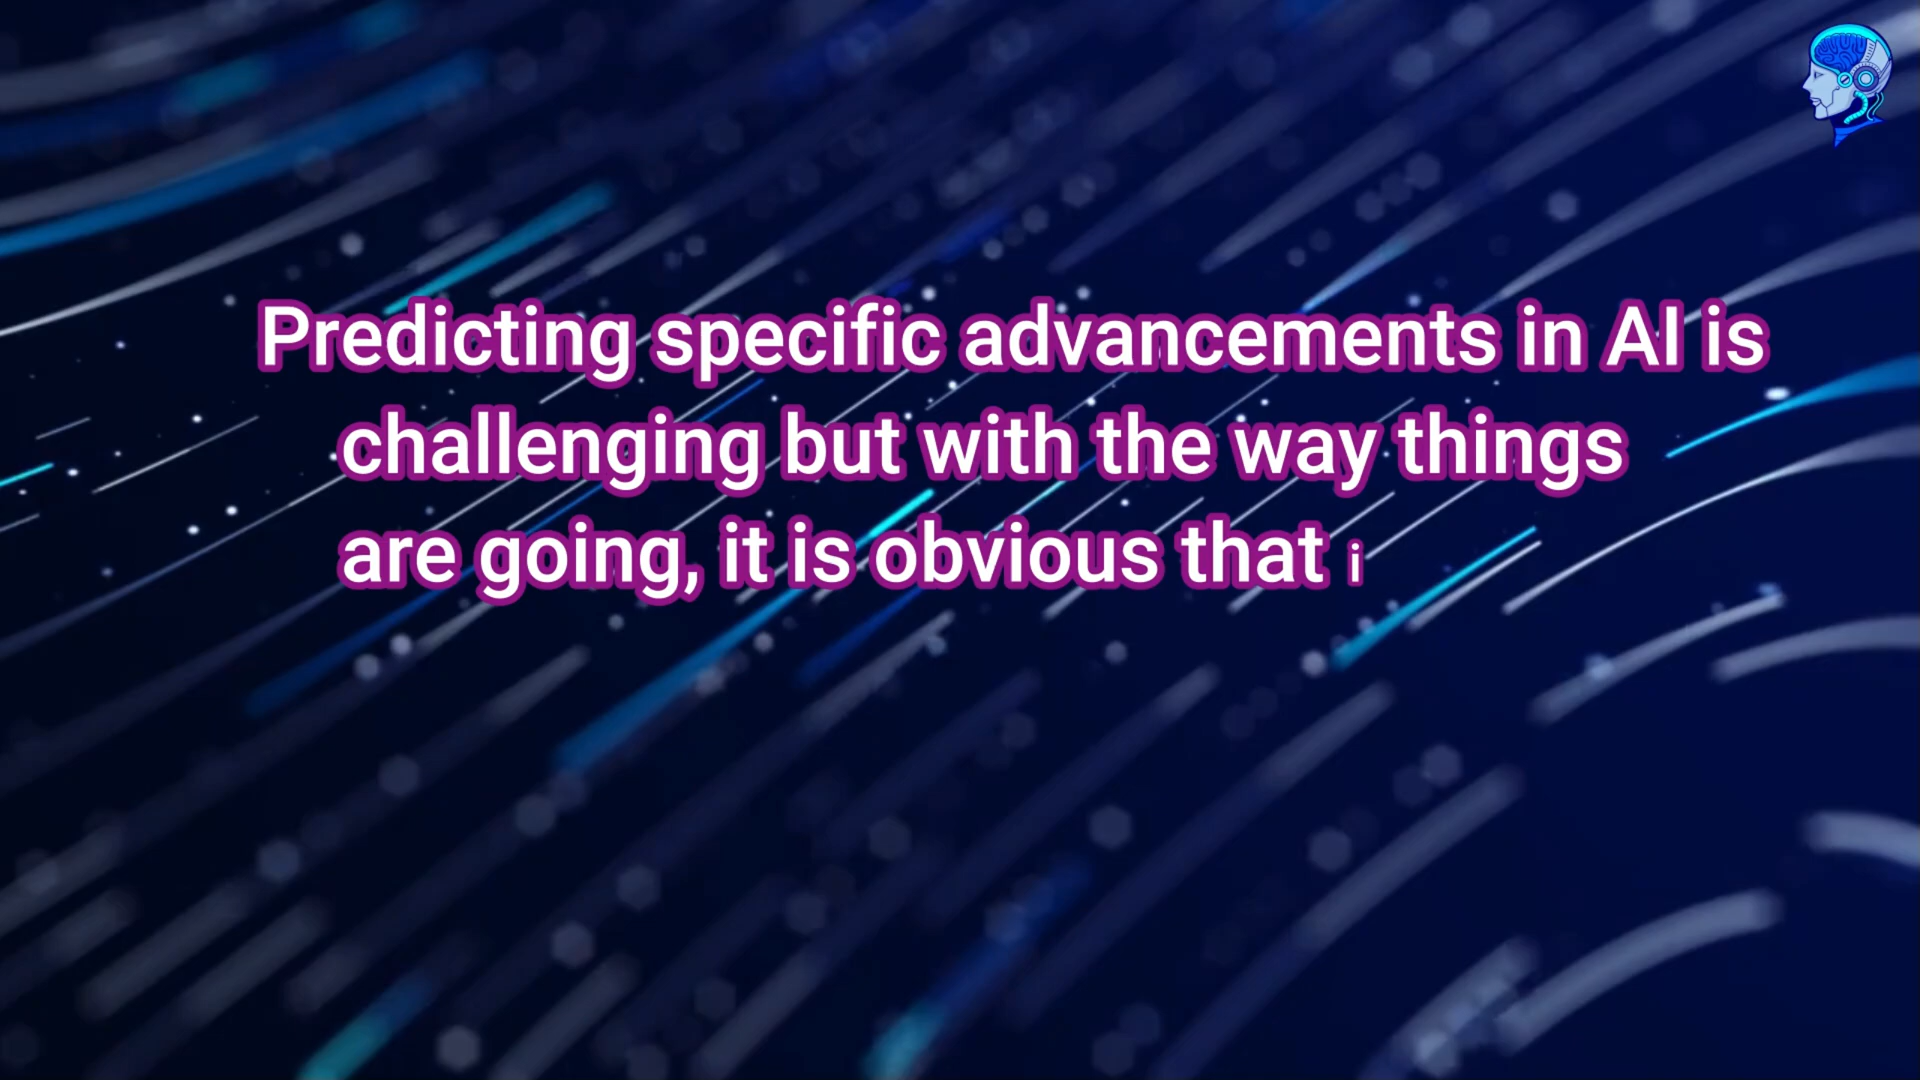 Predicting specific advancements in AI is
challenging but with the way things
are going, it is obvious that i